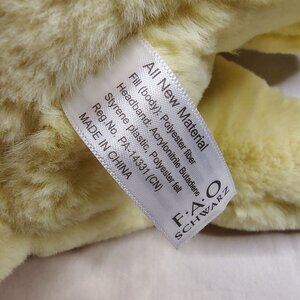 All New Material
Fill (body): Polyester fiber
Headband: Acrylonitrile Butadiene
Styrene plastic, Polyester felt
Reg.No. PA-14331 (CN)
MADE IN CHINA
F·A·O
SCHWARZ